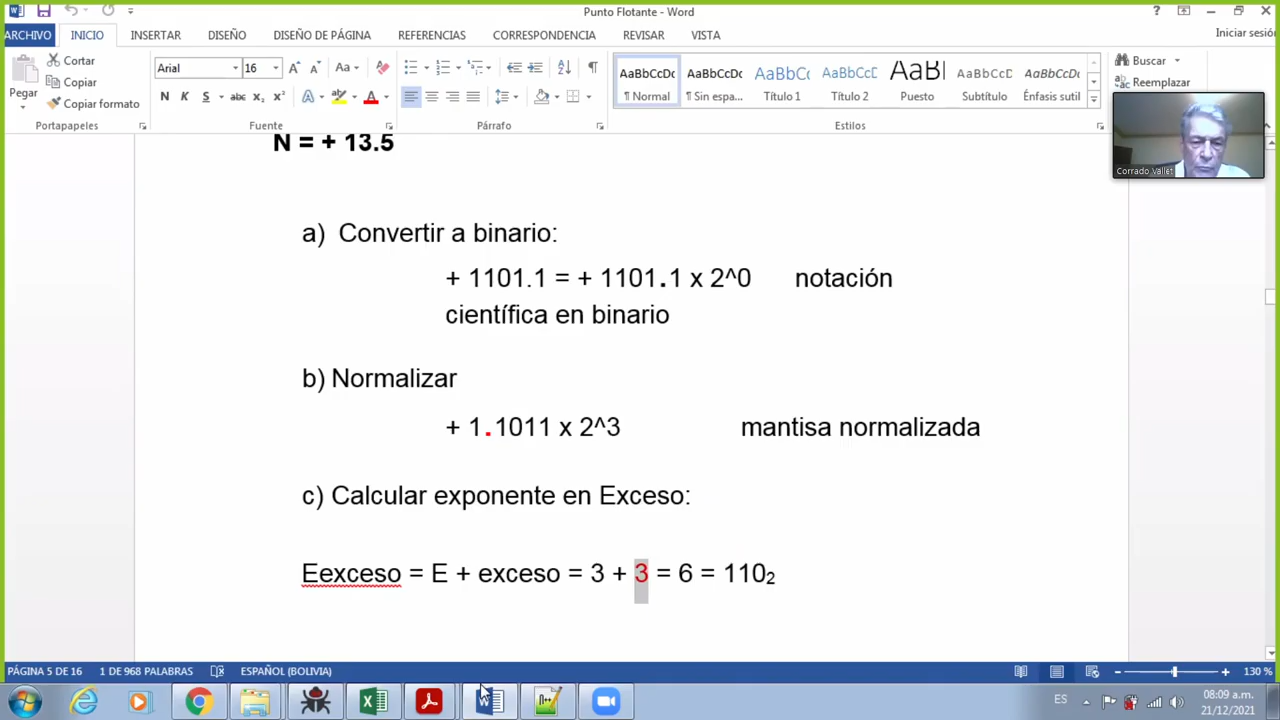 Punto Flotante - Word
ARCHIVO INICIO INSERTAR DISEÑO DISEÑO DE PÁGINA REFERENCIAS CORRESPONDENCIA REVISAR VISTA Iniciar sesió
Pegar
Cortar
Copiar
Copiar formato
Portapapeles
Arial 16
N K S abc x₂ x²
Fuente
Párrafo
AaBbCcDc AaBbCcDc AaBbCc AaBbCc AaBl AaBbCcD AaBbCcDc
¶ Normal ¶ Sin espa... Título 1 Título 2 Puesto Subtítulo Énfasis sutil
Estilos
Buscar
Reemplazar
Corrado Vallet
N = + 13.5
a) Convertir a binario:
+ 1101.1 = + 1101.1 x 2^0 notación
científica en binario
b) Normalizar
+ 1.1011 x 2^3 mantisa normalizada
c) Calcular exponente en Exceso:
Eexceso = E + exceso = 3 + 3 = 6 = 110₂
PÁGINA 5 DE 16 1 DE 968 PALABRAS ESPAÑOL (BOLIVIA) 130 %
ES 08:09 a.m.
21/12/2021